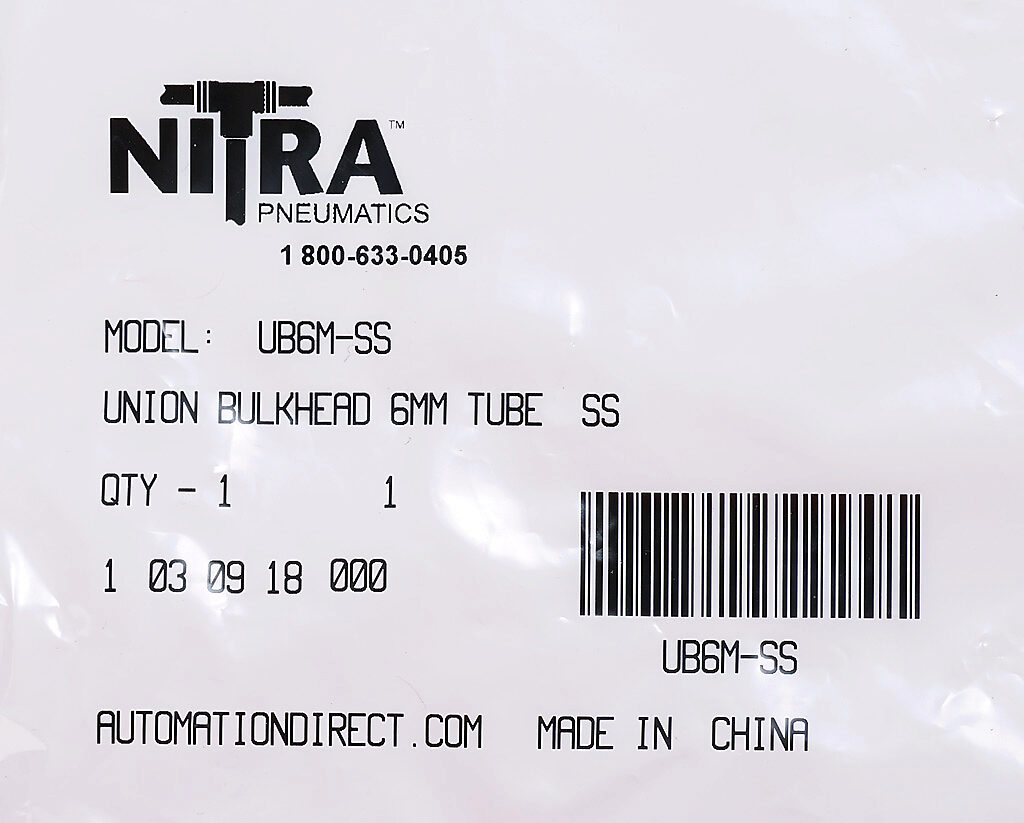 NITRA™
PNEUMATICS
1 800-633-0405
MODEL: UB6M-SS
UNION BULKHEAD 6MM TUBE SS
QTY - 1 1
1 03 09 18 000
UB6M-SS
AUTOMATIONDIRECT.COM MADE IN CHINA